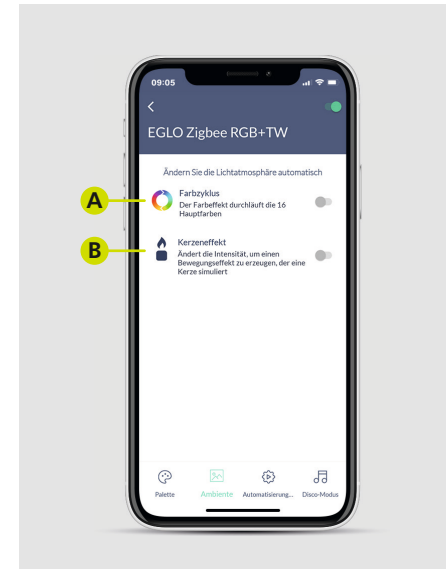 09:05
EGLO Zigbee RGB+TW
Ändern Sie die Lichtatmosphäre automatisch
A
Farbzyklus
Der Farbeffekt durchläuft die 16
Hauptfarben
B
Kerzeneffekt
Ändert die Intensität, um einen
Bewegungseffekt zu erzeugen, der eine
Kerze simuliert
Palette
Ambiente
Automatisierung...
Disco-Modus